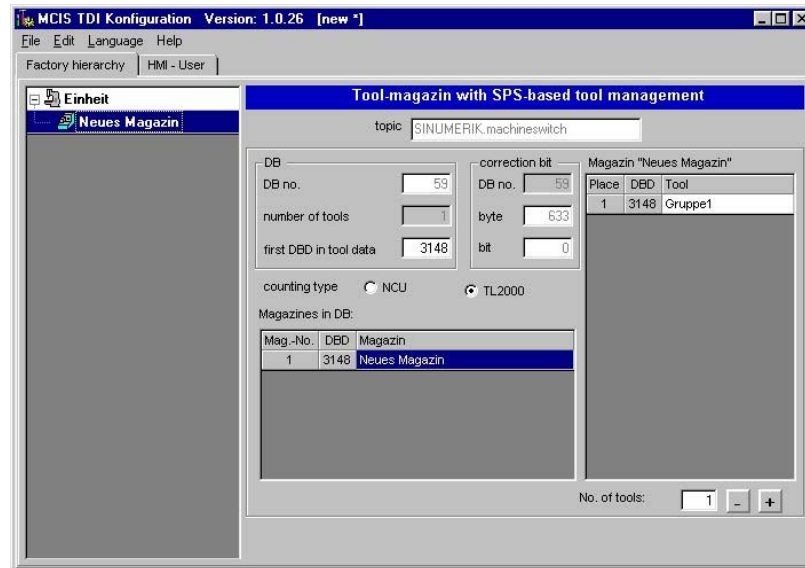 MCIS TDI Konfiguration Version: 1.0.26 [new *]
File Edit Language Help
Factory hierarchy HMI - User
Einheit
Neues Magazin
Tool-magazin with SPS-based tool management
topic SINUMERIK.machineswitch
DB
DB no. 59
number of tools 1
first DBD in tool data 3148
correction bit
DB no. 59
byte 633
bit 0
counting type NCU TL2000
Magazines in DB:
Mag.-No. DBD Magazin
1 3148 Neues Magazin
Magazin "Neues Magazin"
Place DBD Tool
1 3148 Gruppe1
No. of tools: 1 - +